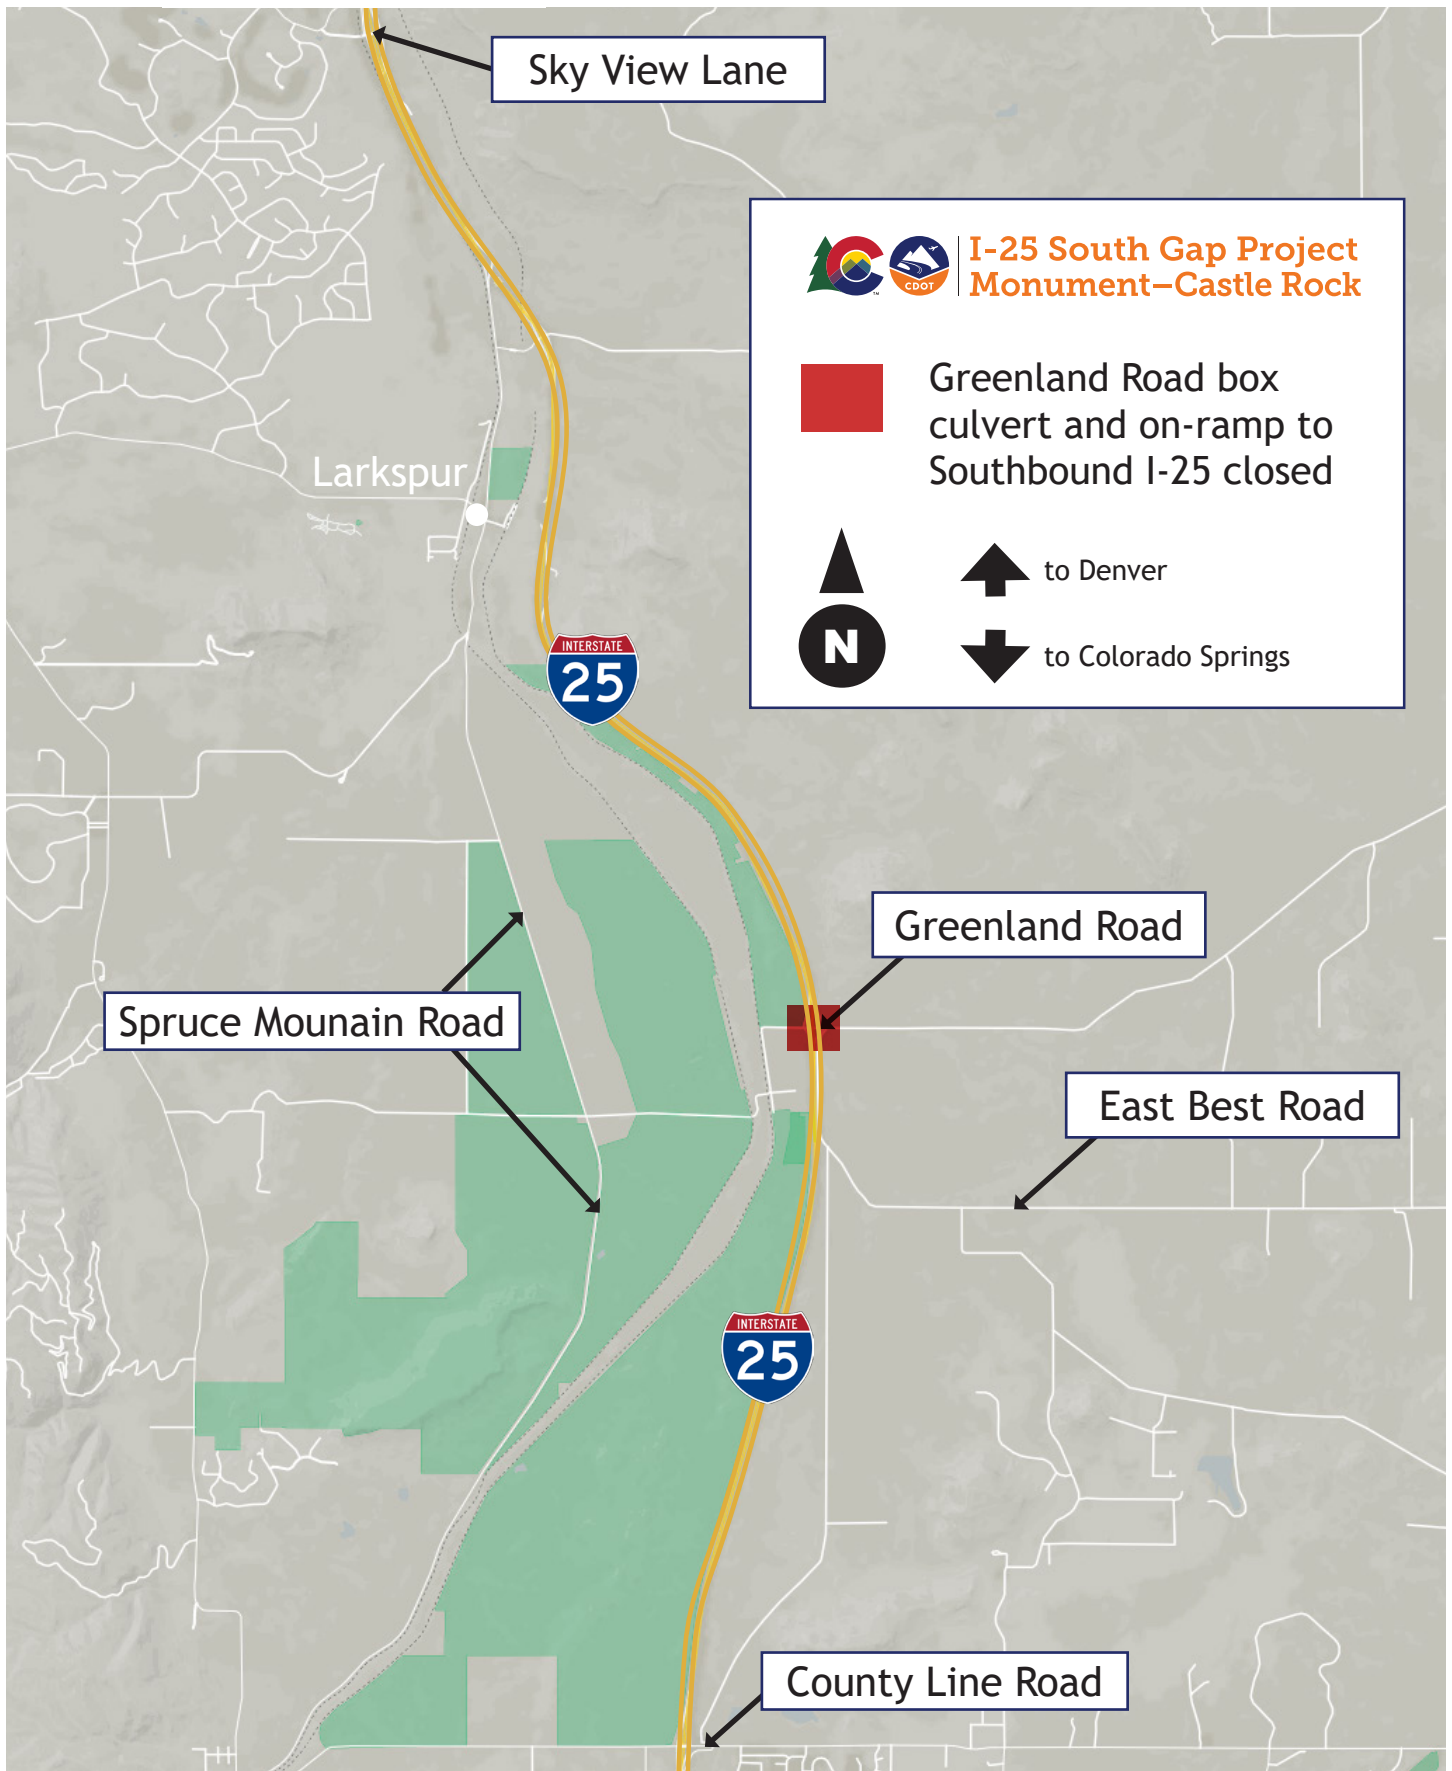 Sky View Lane
I-25 South Gap Project
Monument–Castle Rock
CDOT
TM
Greenland Road box
culvert and on-ramp to
Southbound I-25 closed
Larkspur
to Denver
N
to Colorado Springs
INTERSTATE
25
Greenland Road
Spruce Mounain Road
East Best Road
INTERSTATE
25
County Line Road